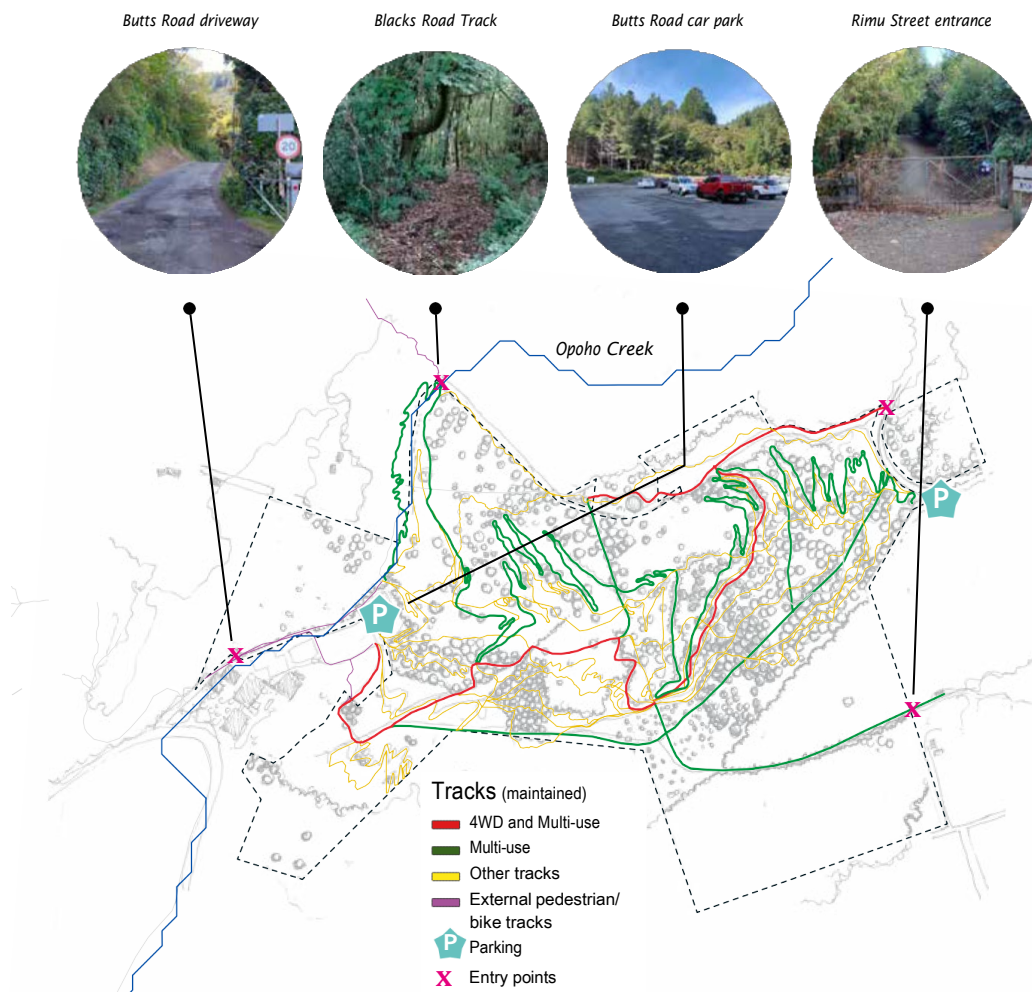 Butts Road driveway
Blacks Road Track
Butts Road car park
Rimu Street entrance
20
Opoho Creek
X
X
P
P
X
X
Tracks (maintained)
4WD and Multi-use
Multi-use
Other tracks
External pedestrian/
bike tracks
P Parking
X Entry points